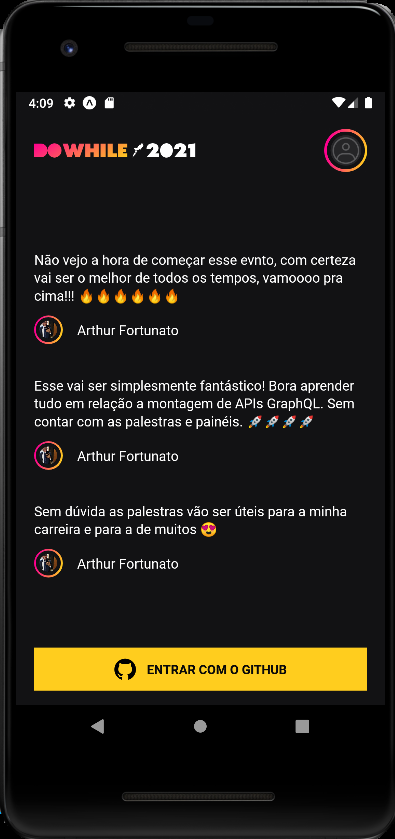 4:09
DOWHILE 2021
Não vejo a hora de começar esse evnto, com certeza
vai ser o melhor de todos os tempos, vamoooo pra
cima!!! 🔥🔥🔥🔥🔥🔥
Arthur Fortunato
Esse vai ser simplesmente fantástico! Bora aprender
tudo em relação a montagem de APIs GraphQL. Sem
contar com as palestras e painéis. 🚀🚀🚀🚀
Arthur Fortunato
Sem dúvida as palestras vão ser úteis para a minha
carreira e para a de muitos 😍
Arthur Fortunato
ENTRAR COM O GITHUB